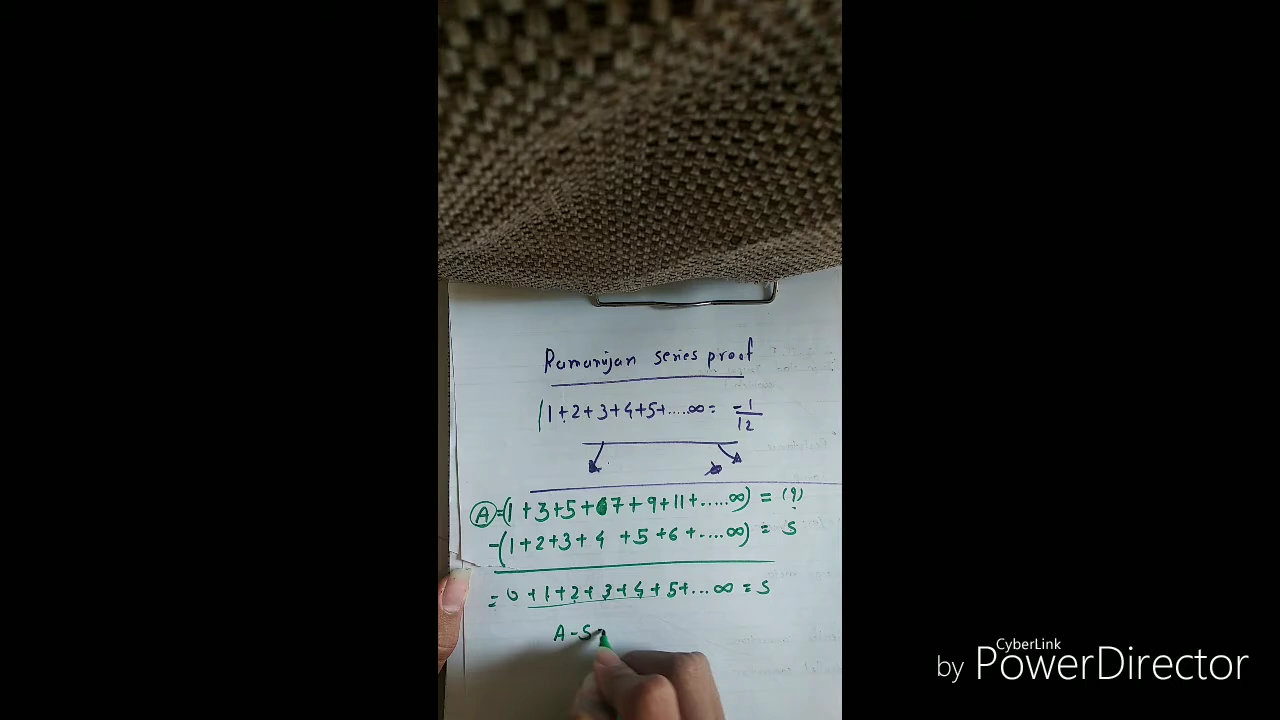 Ramanujan series proof
1+2+3+4+5+.....∞ = -1/12
A =(1+3+5+7+9+11+.....∞) = (?)
-(1+2+3+4+5+6+....∞) = S
= 0+1+2+3+4+5+...∞ = S
A-S=
CyberLink
by PowerDirector